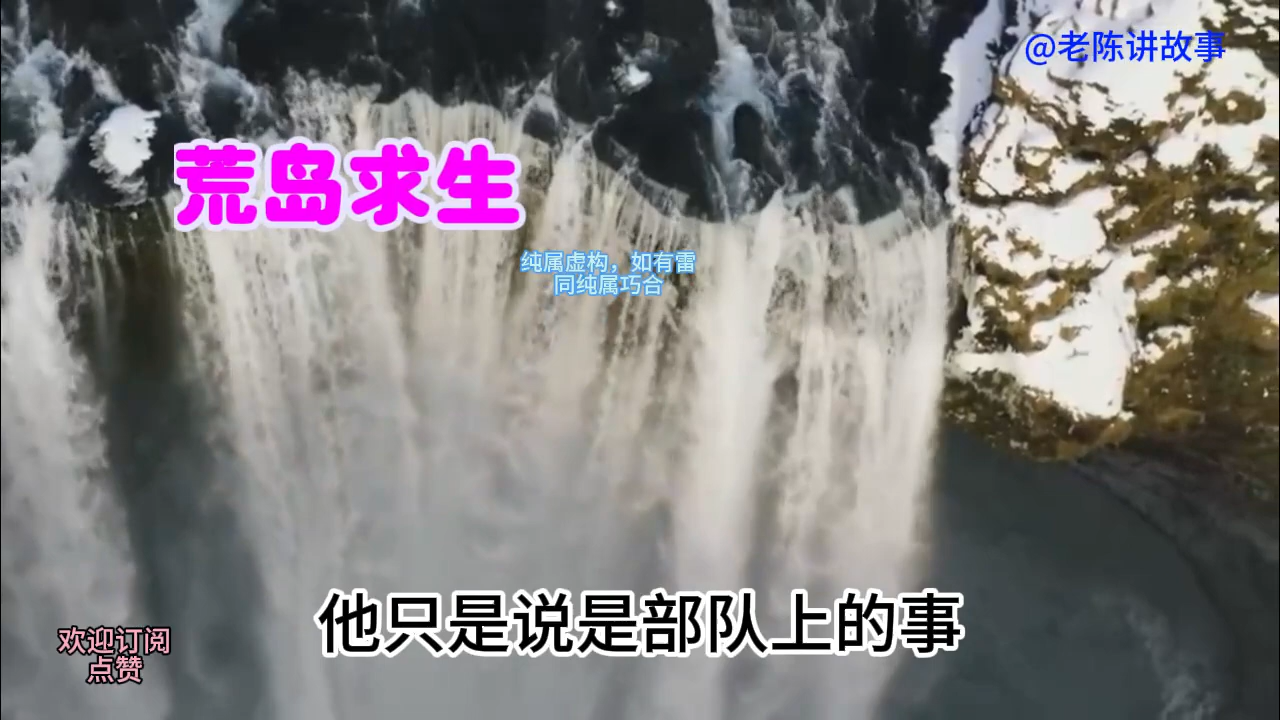 @老陈讲故事
荒岛求生
纯属虚构，如有雷
同纯属巧合
他只是说是部队上的事
欢迎订阅
点赞